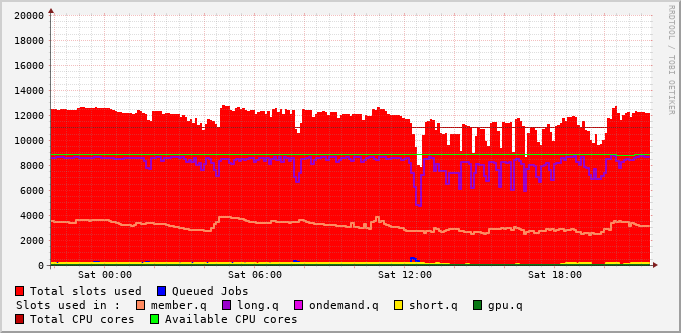 20000
18000
16000
14000
12000
10000
8000
6000
4000
2000
0
Sat 00:00 Sat 06:00 Sat 12:00 Sat 18:00
Total slots used Queued Jobs
Slots used in : member.q long.q ondemand.q short.q gpu.q
Total CPU cores Available CPU cores
RRDTOOL / TOBI OETIKER